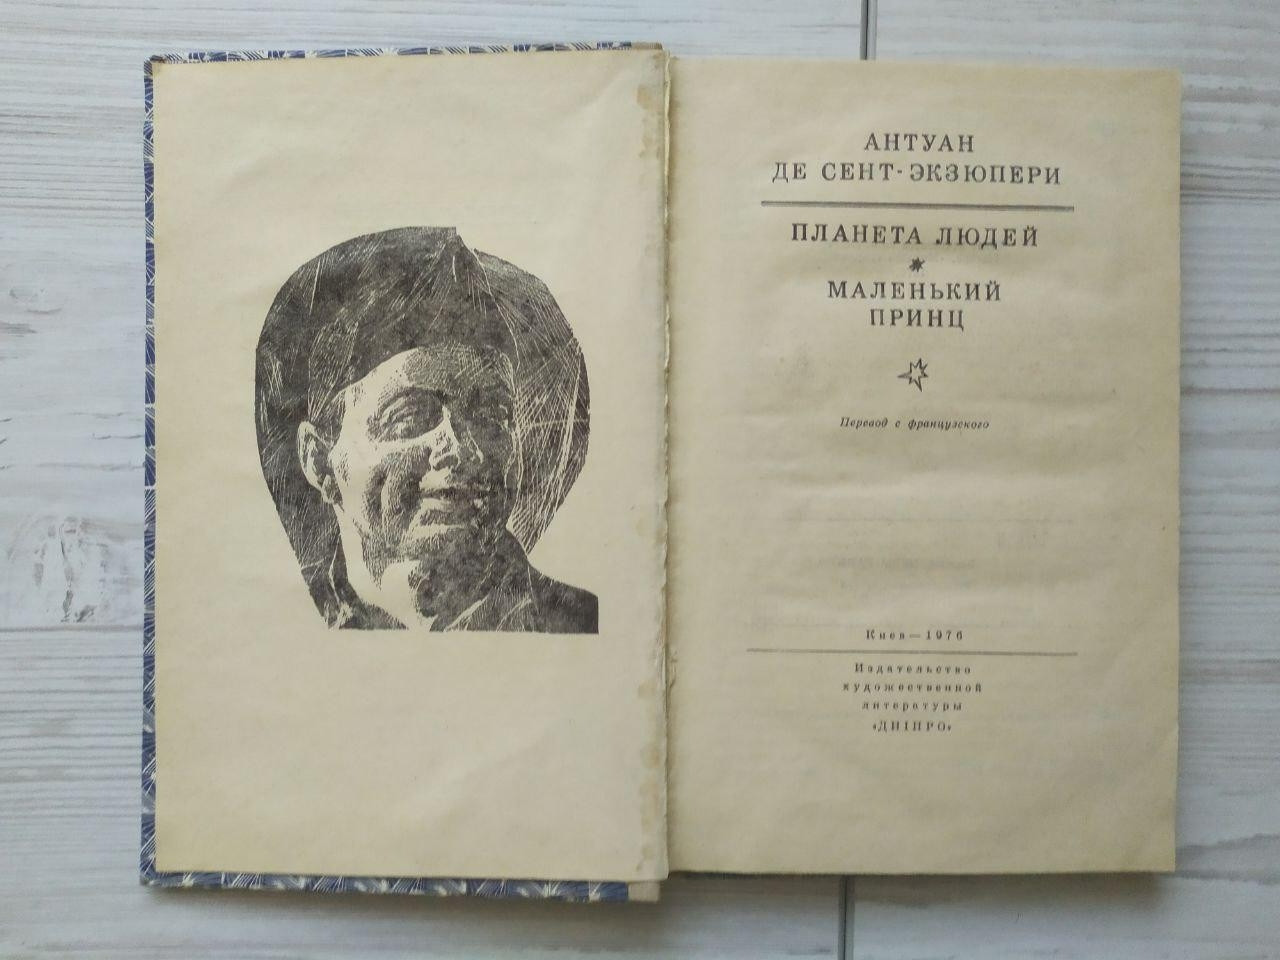 АНТУАН
ДЕ СЕНТ-ЭКЗЮПЕРИ
ПЛАНЕТА ЛЮДЕЙ
МАЛЕНЬКИЙ
ПРИНЦ
Перевод с французского
Киев — 1976
Издательство
художественной
литературы
«ДНІПРО»